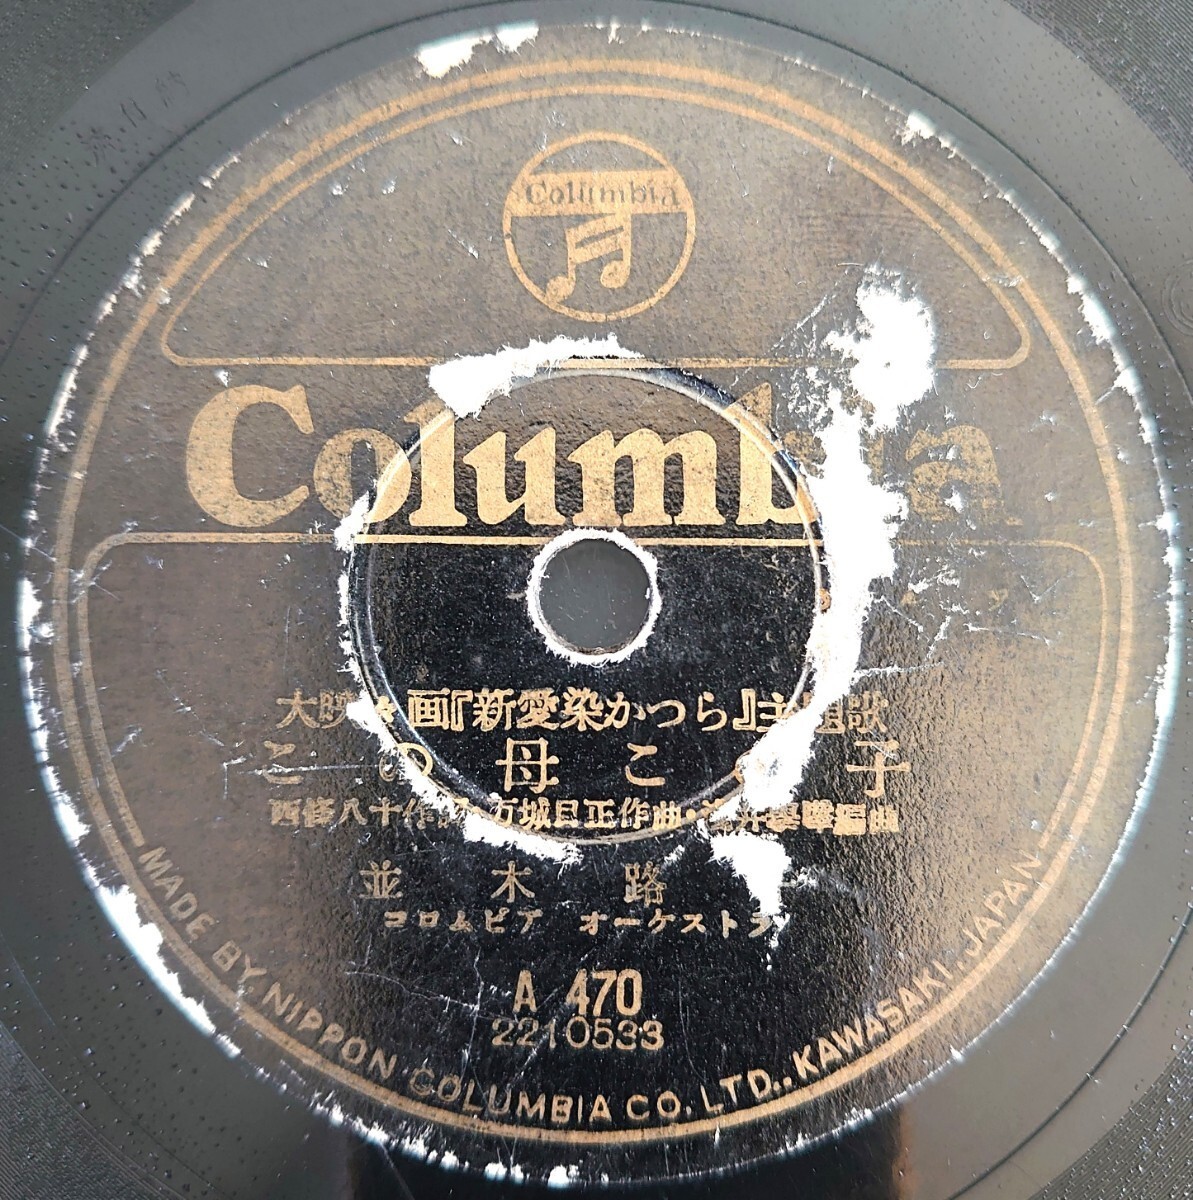 Columbia
Columbia
大映 画『新愛染かつら』主題歌
この母この子
西條八十作詞・万城目正作曲・ 編曲
並木路
コロムビア オーケストラ
A 470
2210533
MADE BY NIPPON COLUMBIA CO. LTD., KAWASAKI, JAPAN